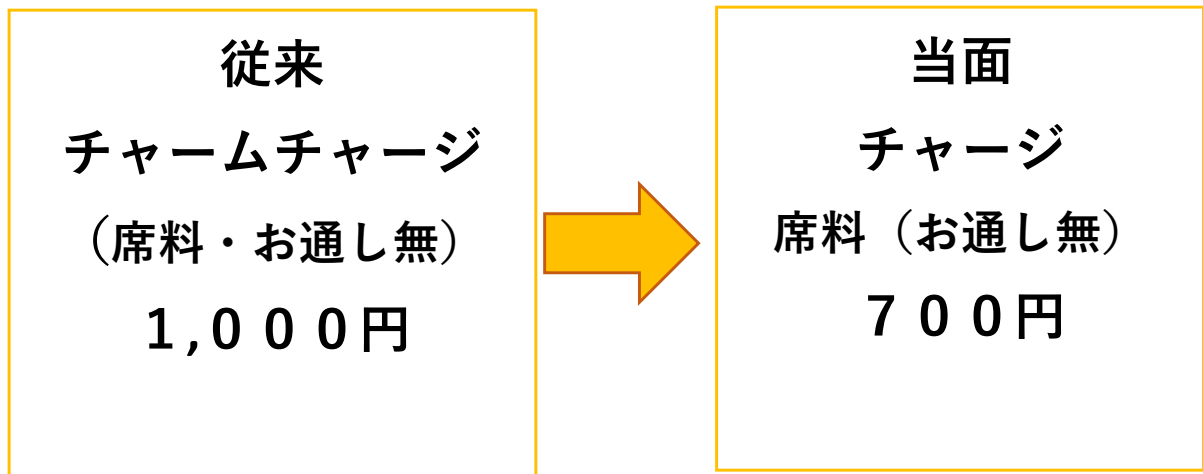 従来
チャームチャージ
（席料・お通し無）
１,０００円
当面
チャージ
席料（お通し無）
７００円